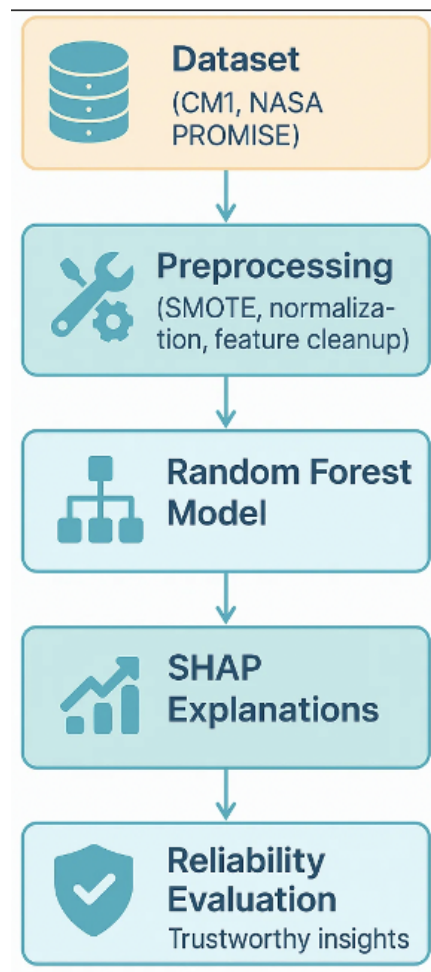 Dataset
(CM1, NASA
PROMISE)
Preprocessing
(SMOTE, normaliza-
tion, feature cleanup)
Random Forest
Model
SHAP
Explanations
Reliability
Evaluation
Trustworthy insights